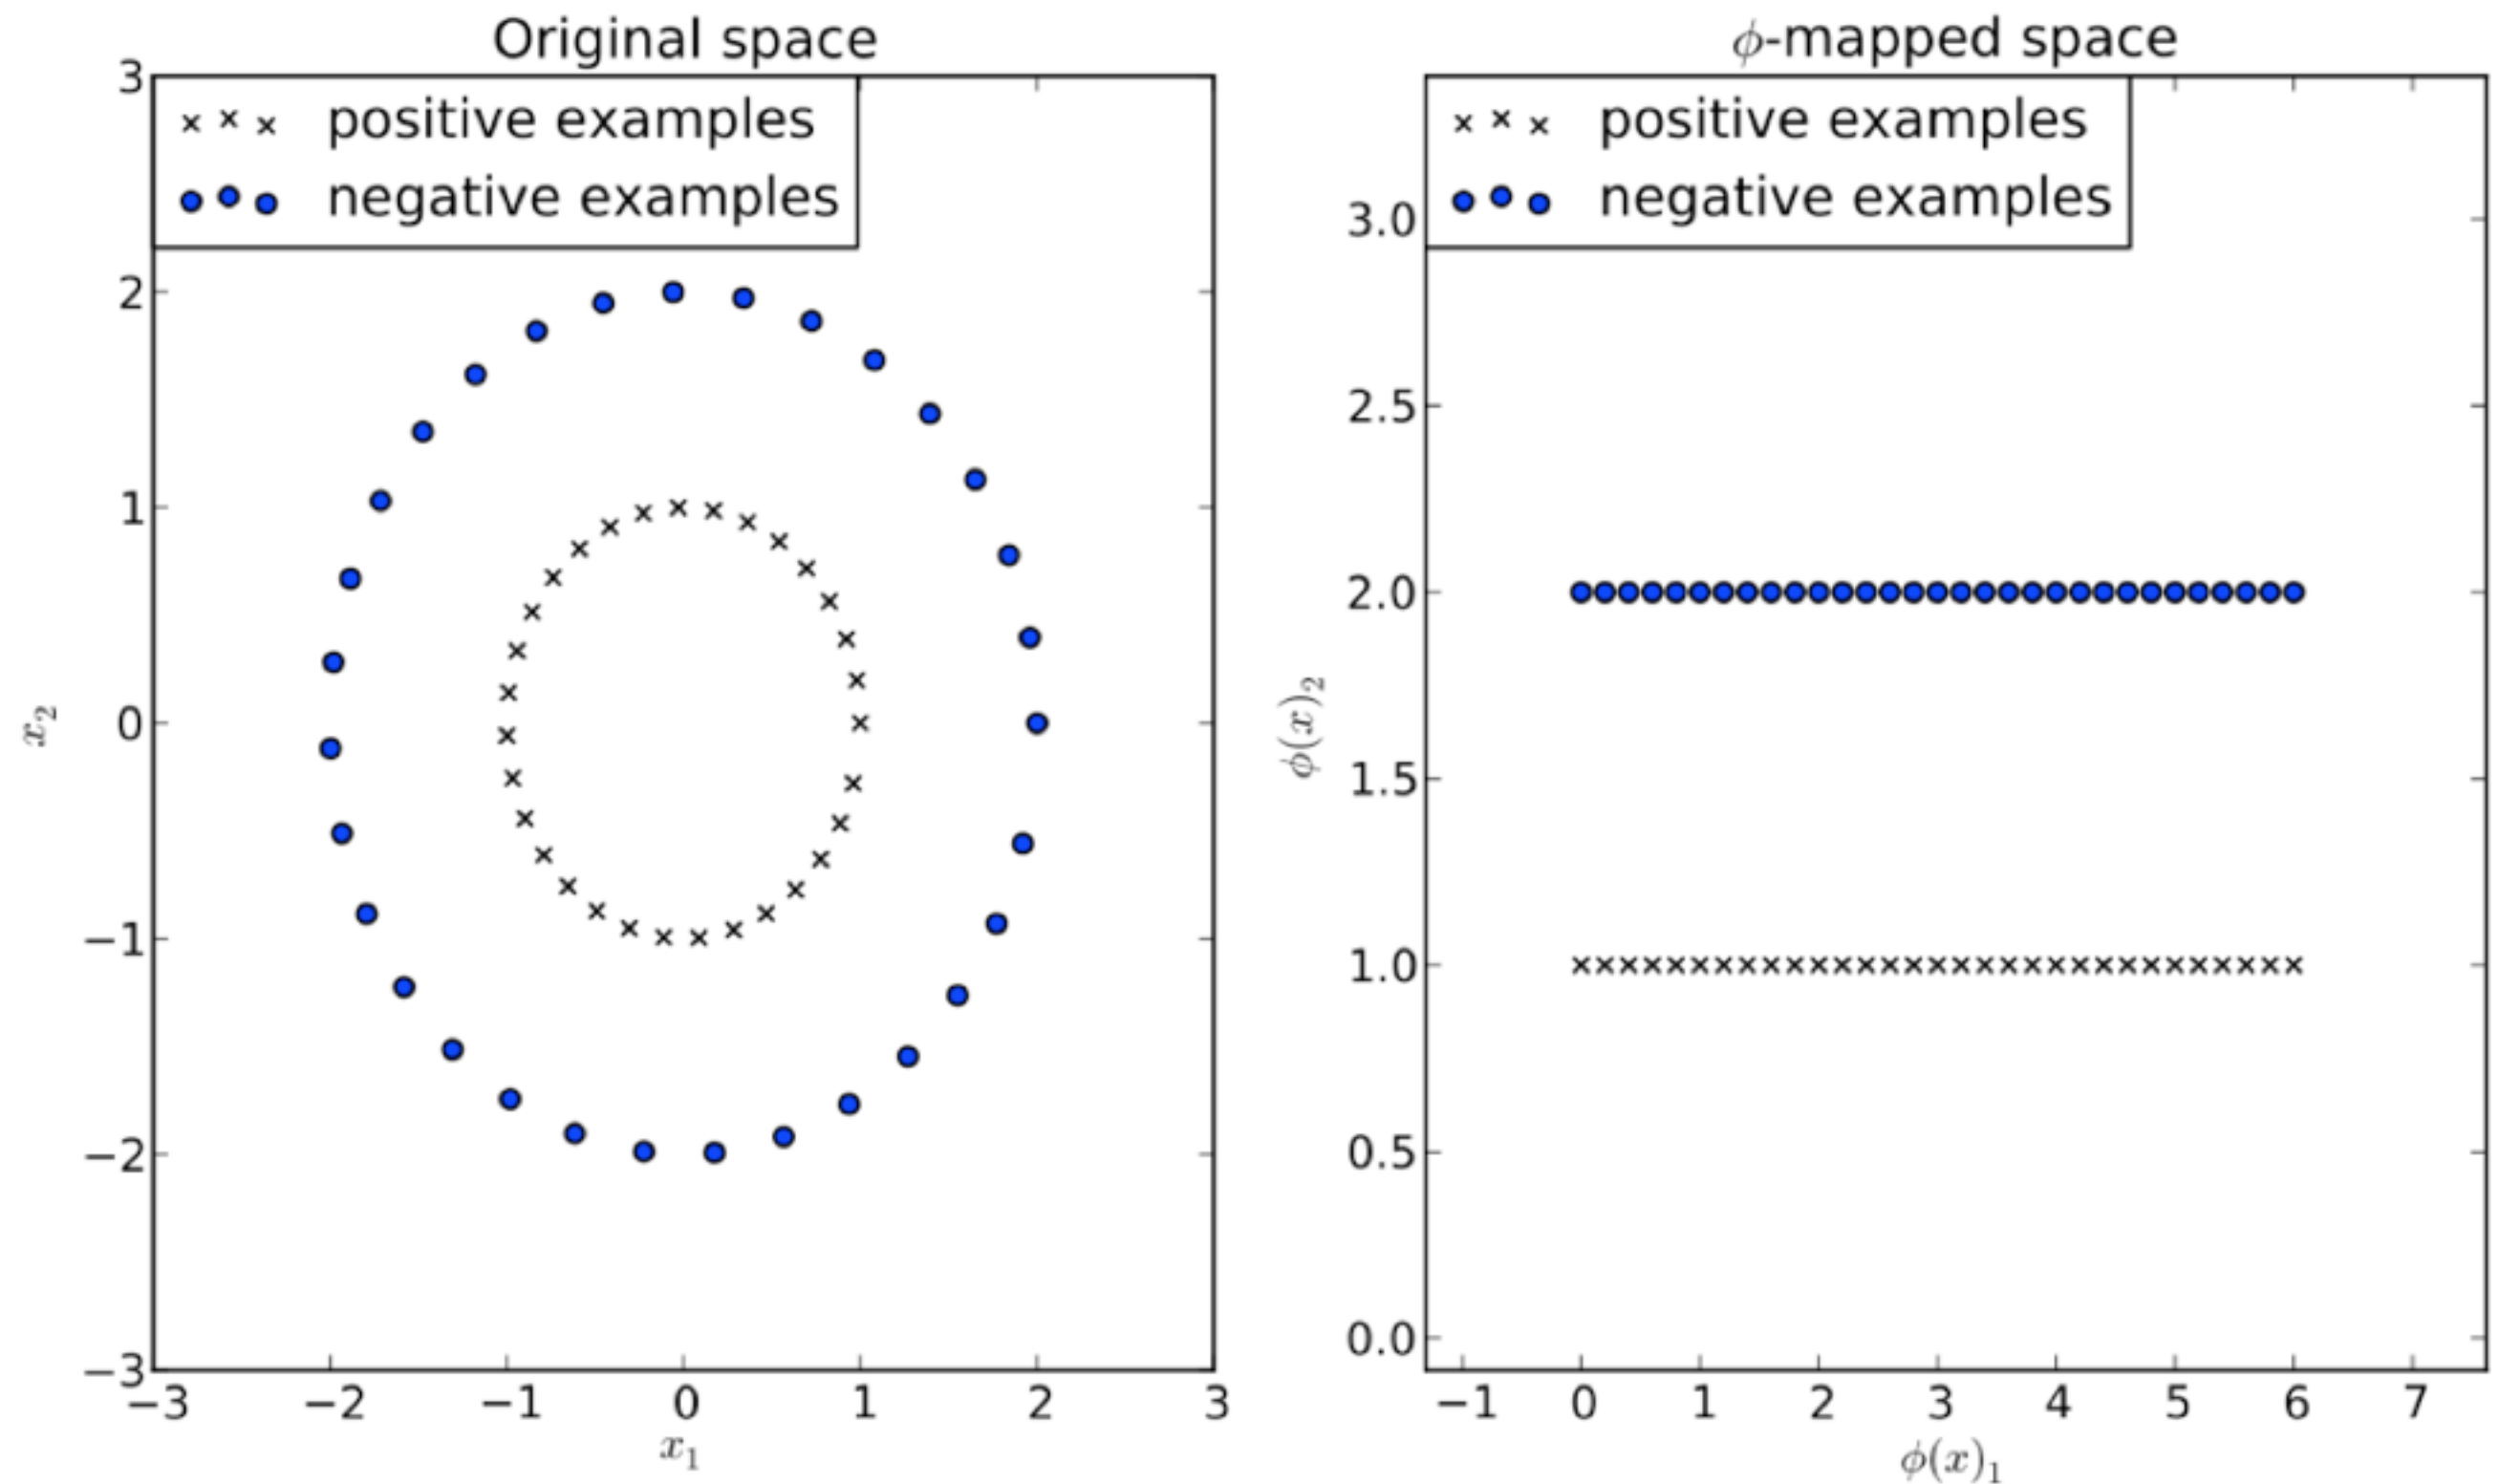 Original space
positive examples
negative examples
3
2
1
0
−1
−2
−3
x₂
−3 −2 −1 0 1 2 3
x₁
ϕ-mapped space
positive examples
negative examples
3.0
2.5
2.0
1.5
1.0
0.5
0.0
ϕ(x)₂
−1 0 1 2 3 4 5 6 7
ϕ(x)₁